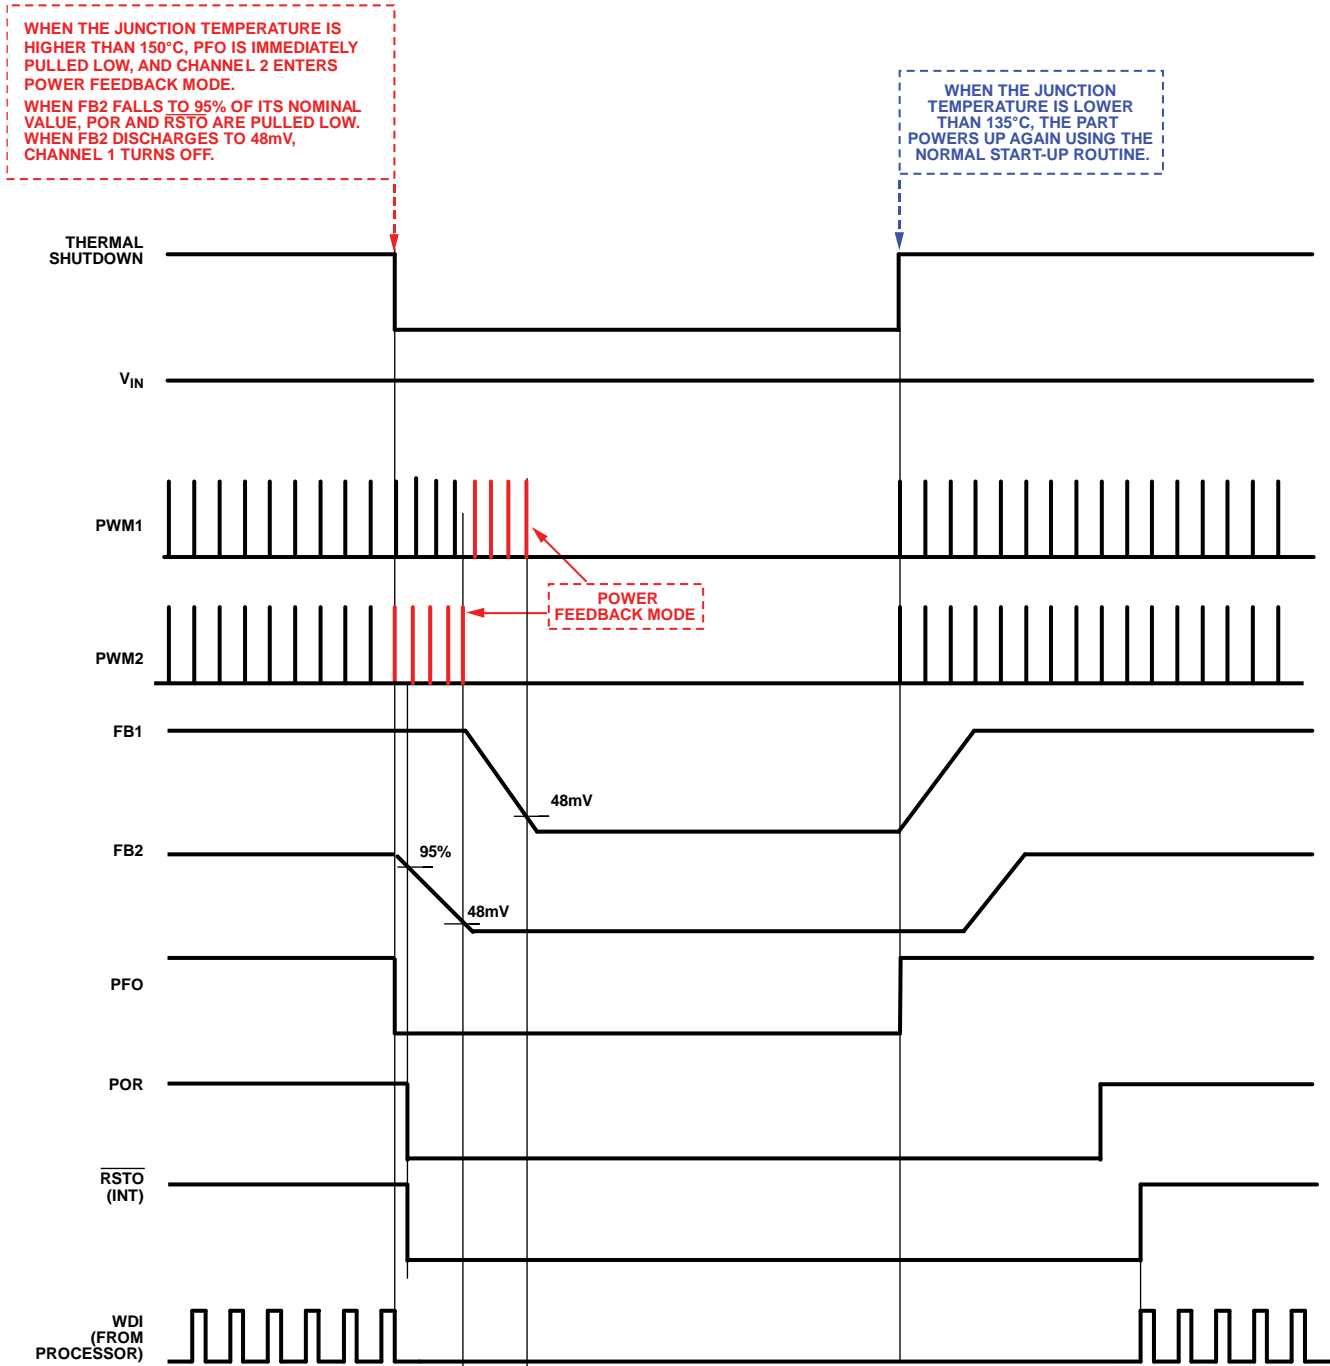 WHEN THE JUNCTION TEMPERATURE IS
HIGHER THAN 150°C, PFO IS IMMEDIATELY
PULLED LOW, AND CHANNEL 2 ENTERS
POWER FEEDBACK MODE.
WHEN FB2 FALLS TO 95% OF ITS NOMINAL
VALUE, POR AND RSTO ARE PULLED LOW.
WHEN FB2 DISCHARGES TO 48mV,
CHANNEL 1 TURNS OFF.
WHEN THE JUNCTION
TEMPERATURE IS LOWER
THAN 135°C, THE PART
POWERS UP AGAIN USING THE
NORMAL START-UP ROUTINE.
THERMAL
SHUTDOWN
VIN
PWM1
POWER
FEEDBACK MODE
PWM2
FB1
48mV
FB2
95%
48mV
PFO
POR
RSTO
(INT)
WDI
(FROM
PROCESSOR)